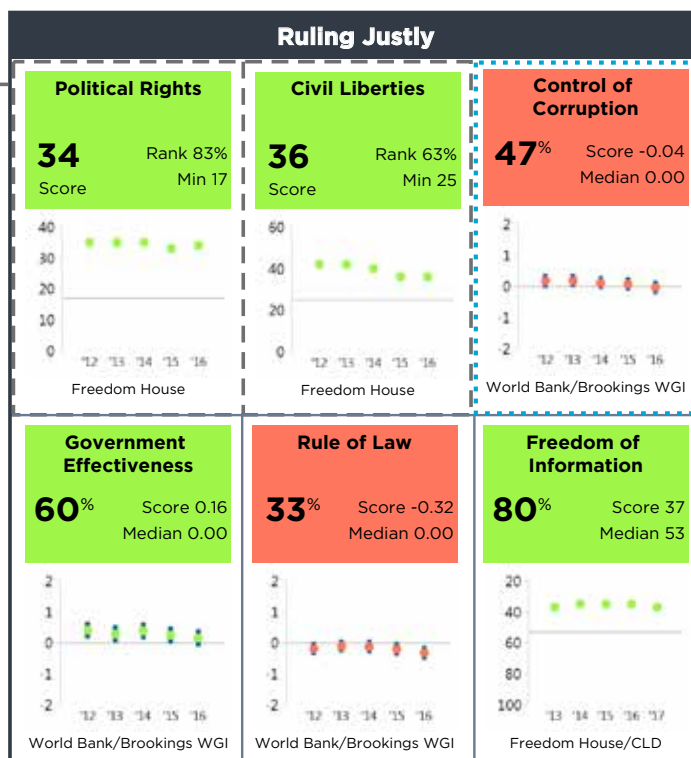 Ruling Justly
Political Rights
34
Score
Rank 83%
Min 17
40
30
20
10
0
'12 '13 '14 '15 '16
Freedom House
Civil Liberties
36
Score
Rank 63%
Min 25
60
40
20
0
'12 '13 '14 '15 '16
Freedom House
Control of
Corruption
47%
Score -0.04
Median 0.00
2
1
0
-1
-2
'12 '13 '14 '15 '16
World Bank/Brookings WGI
Government
Effectiveness
60%
Score 0.16
Median 0.00
2
1
0
-1
-2
'12 '13 '14 '15 '16
World Bank/Brookings WGI
Rule of Law
33%
Score -0.32
Median 0.00
2
1
0
-1
-2
'12 '13 '14 '15 '16
World Bank/Brookings WGI
Freedom of
Information
80%
Score 37
Median 53
20
40
60
80
100
'13 '14 '15 '16 '17
Freedom House/CLD